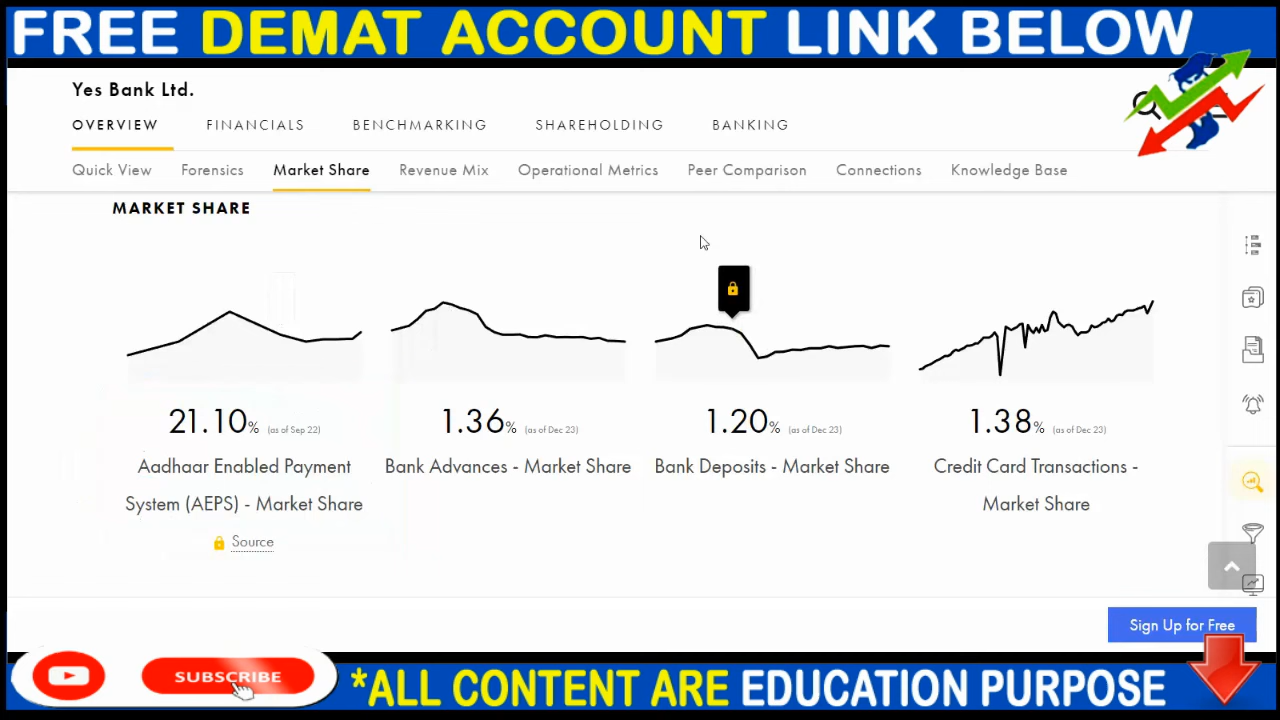 FREE DEMAT ACCOUNT LINK BELOW
Yes Bank Ltd.
OVERVIEW FINANCIALS BENCHMARKING SHAREHOLDING BANKING
Quick View Forensics Market Share Revenue Mix Operational Metrics Peer Comparison Connections Knowledge Base
MARKET SHARE
21.10% (as of Sep 22) 1.36% (as of Dec 23) 1.20% (as of Dec 23) 1.38% (as of Dec 23)
Aadhaar Enabled Payment Bank Advances - Market Share Bank Deposits - Market Share Credit Card Transactions -
System (AEPS) - Market Share Market Share
Source
Sign Up for Free
SUBSCRIBE
*ALL CONTENT ARE EDUCATION PURPOSE